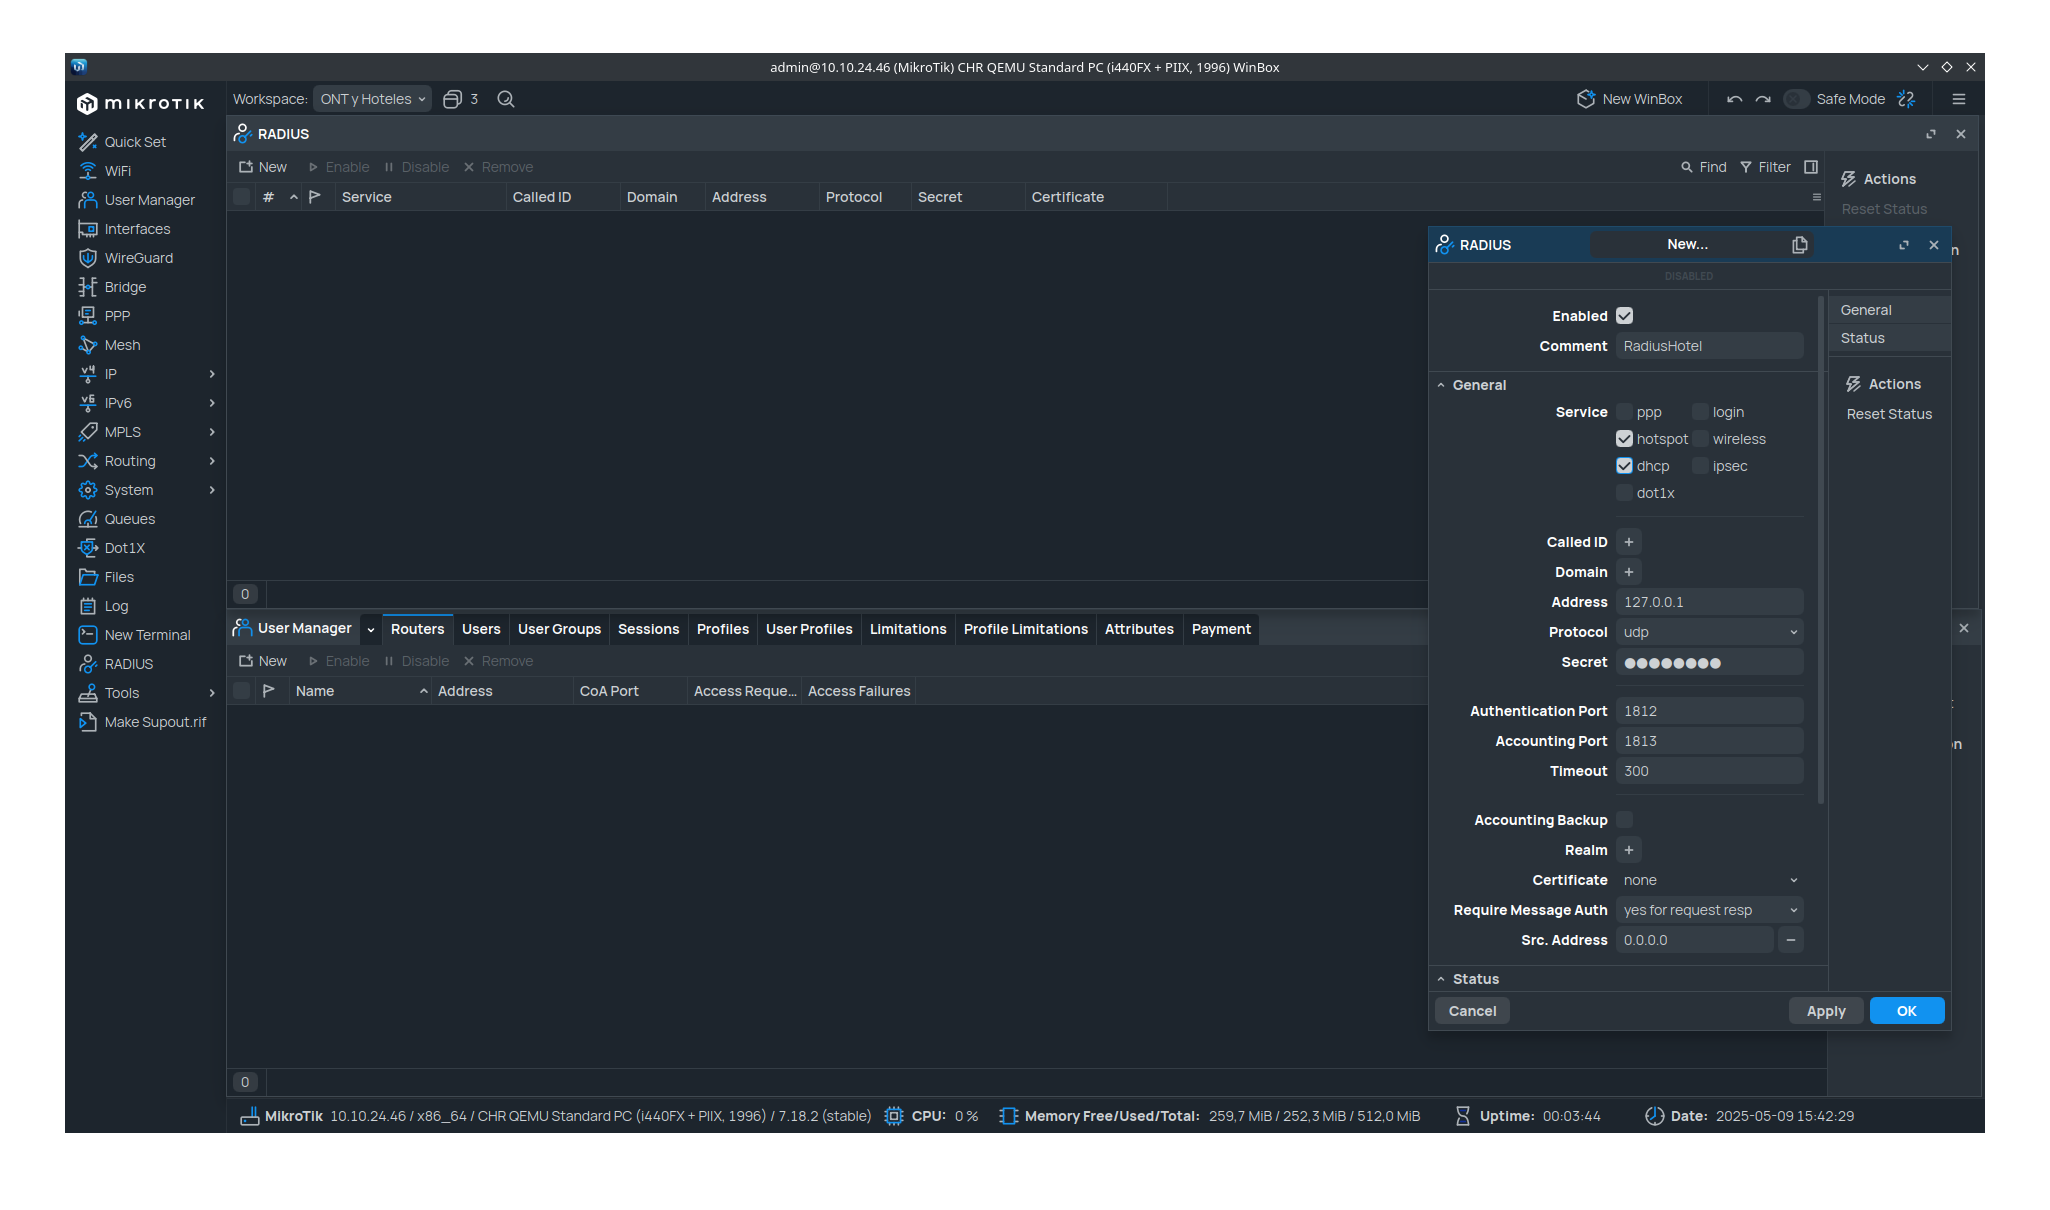 admin@10.10.24.46 (MikroTik) CHR QEMU Standard PC (i440FX + PIIX, 1996) WinBox
MIKROTIK
Workspace: ONT y Hoteles 3
New WinBox Safe Mode
Quick Set
WiFi
User Manager
Interfaces
WireGuard
Bridge
PPP
Mesh
IP
IPv6
MPLS
Routing
System
Queues
Dot1X
Files
Log
New Terminal
RADIUS
Tools
Make Supout.rif
RADIUS
New Enable Disable Remove Find Filter
# Service Called ID Domain Address Protocol Secret Certificate
Actions
Reset Status
n
0
User Manager Routers Users User Groups Sessions Profiles User Profiles Limitations Profile Limitations Attributes Payment
New Enable Disable Remove
Name Address CoA Port Access Reque... Access Failures
0
RADIUS New...
DISABLED
Enabled
Comment RadiusHotel
General
Service ppp login
hotspot wireless
dhcp ipsec
dot1x
Called ID +
Domain +
Address 127.0.0.1
Protocol udp
Secret ●●●●●●●●
Authentication Port 1812
Accounting Port 1813
Timeout 300
Accounting Backup
Realm +
Certificate none
Require Message Auth yes for request resp
Src. Address 0.0.0.0 −
Status
Cancel Apply OK
General
Status
Actions
Reset Status
MikroTik 10.10.24.46 / x86_64 / CHR QEMU Standard PC (i440FX + PIIX, 1996) / 7.18.2 (stable) CPU: 0 % Memory Free/Used/Total: 259,7 MiB / 252,3 MiB / 512,0 MiB Uptime: 00:03:44 Date: 2025-05-09 15:42:29